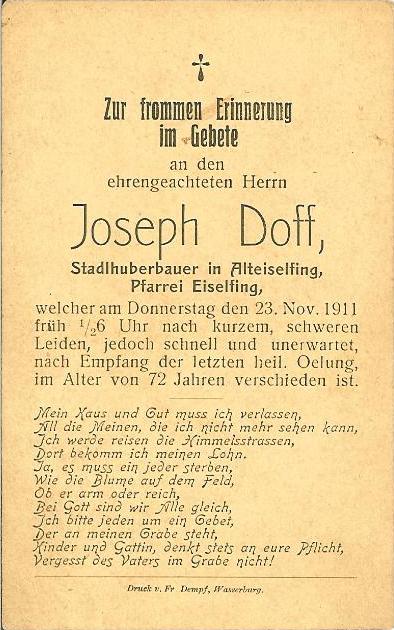 Zur frommen Erinnerung
im Gebete
an den
ehrengeachteten Herrn
Joseph Doff,
Stadlhuberbauer in Alteiselfing,
Pfarrei Eiselfing,
welcher am Donnerstag den 23. Nov. 1911
früh ½6 Uhr nach kurzem, schweren
Leiden, jedoch schnell und unerwartet,
nach Empfang der letzten heil. Oelung,
im Alter von 72 Jahren verschieden ist.
Mein Haus und Gut muss ich verlassen,
All die Meinen, die ich nicht mehr sehen kann,
Ich werde reisen die Himmelsstrassen,
Dort bekomm ich meinen Lohn.
Ja, es muss ein jeder sterben,
Wie die Blume auf dem Feld,
Ob er arm oder reich,
Bei Gott sind wir Alle gleich,
Ich bitte jeden um ein Gebet,
Der an meinen Grabe steht,
Kinder und Gattin, denkt stets an eure Pflicht,
Vergesst des Vaters im Grabe nicht!
Druck v. Fr Dempf, Wasserburg.